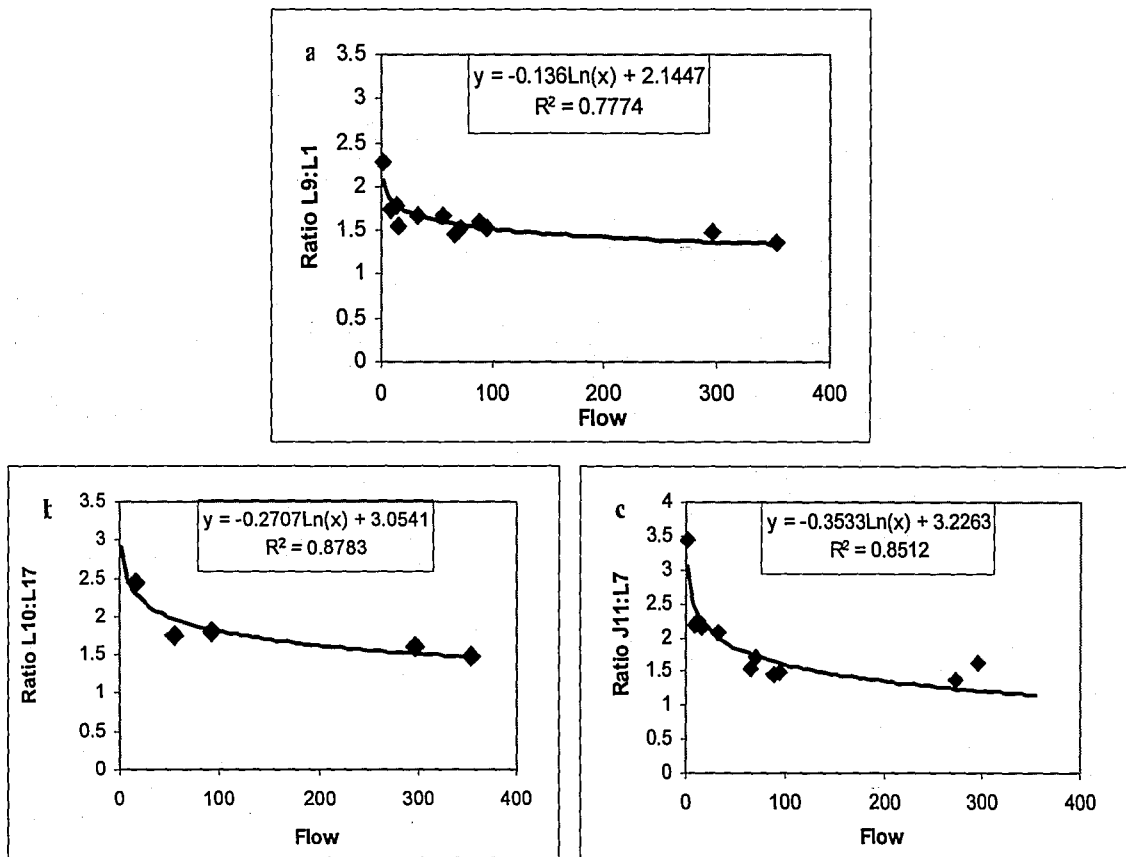 a
3.5
3
2.5
2
1.5
1
0.5
0
y = -0.136Ln(x) + 2.1447
R² = 0.7774
Ratio L9:L1
0 100 200 300 400
Flow
3.5
3
2.5
2
1.5
1
0.5
0
y = -0.2707Ln(x) + 3.0541
R² = 0.8783
Ratio L10:L17
0 100 200 300 400
Flow
c
4
3.5
3
2.5
2
1.5
1
0.5
0
y = -0.3533Ln(x) + 3.2263
R² = 0.8512
Ratio J11:L7
0 100 200 300 400
Flow